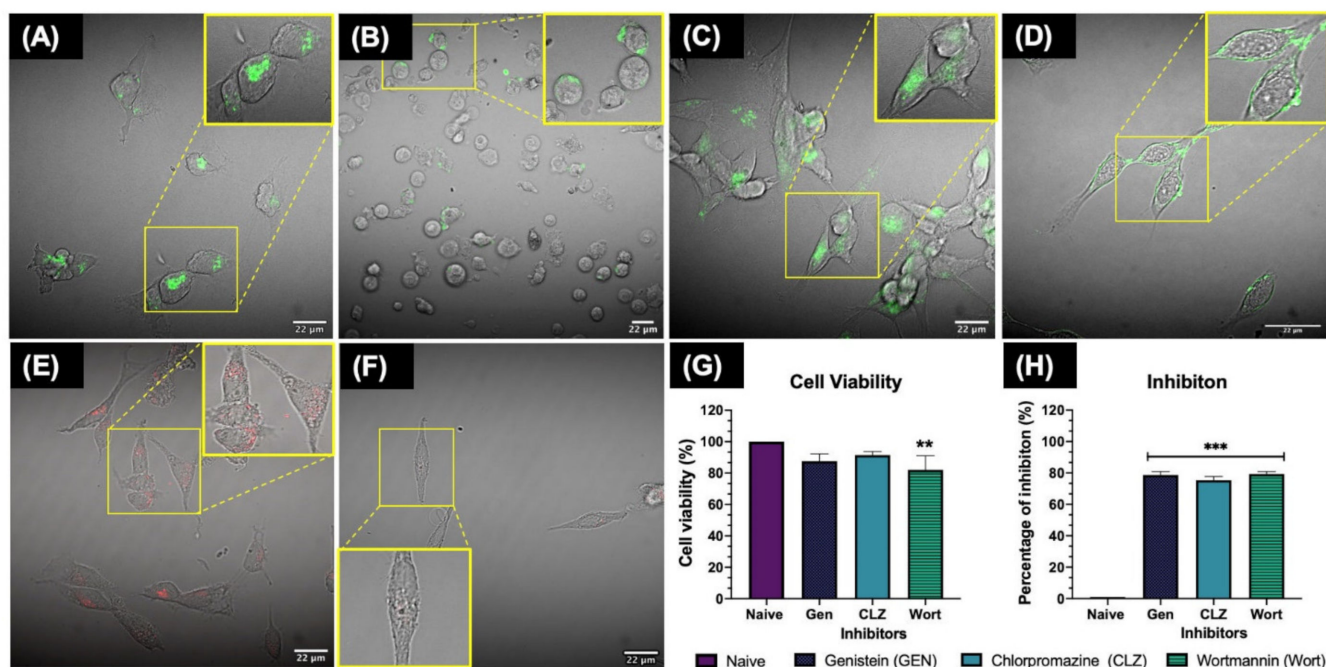 (A)
22 µm
(B)
22 µm
(C)
22 µm
(D)
22 µm
(E)
22 µm
(F)
22 µm
(G)
Cell Viability
Cell viability (%)
120
100
80
60
40
20
0
**
Naive Gen CLZ Wort
Inhibitors
(H)
Inhibiton
Percentage of inhibiton (%)
120
100
80
60
40
20
0
***
Naive Gen CLZ Wort
Inhibitors
Naive Genistein (GEN) Chlorpromazine (CLZ) Wortmannin (Wort)